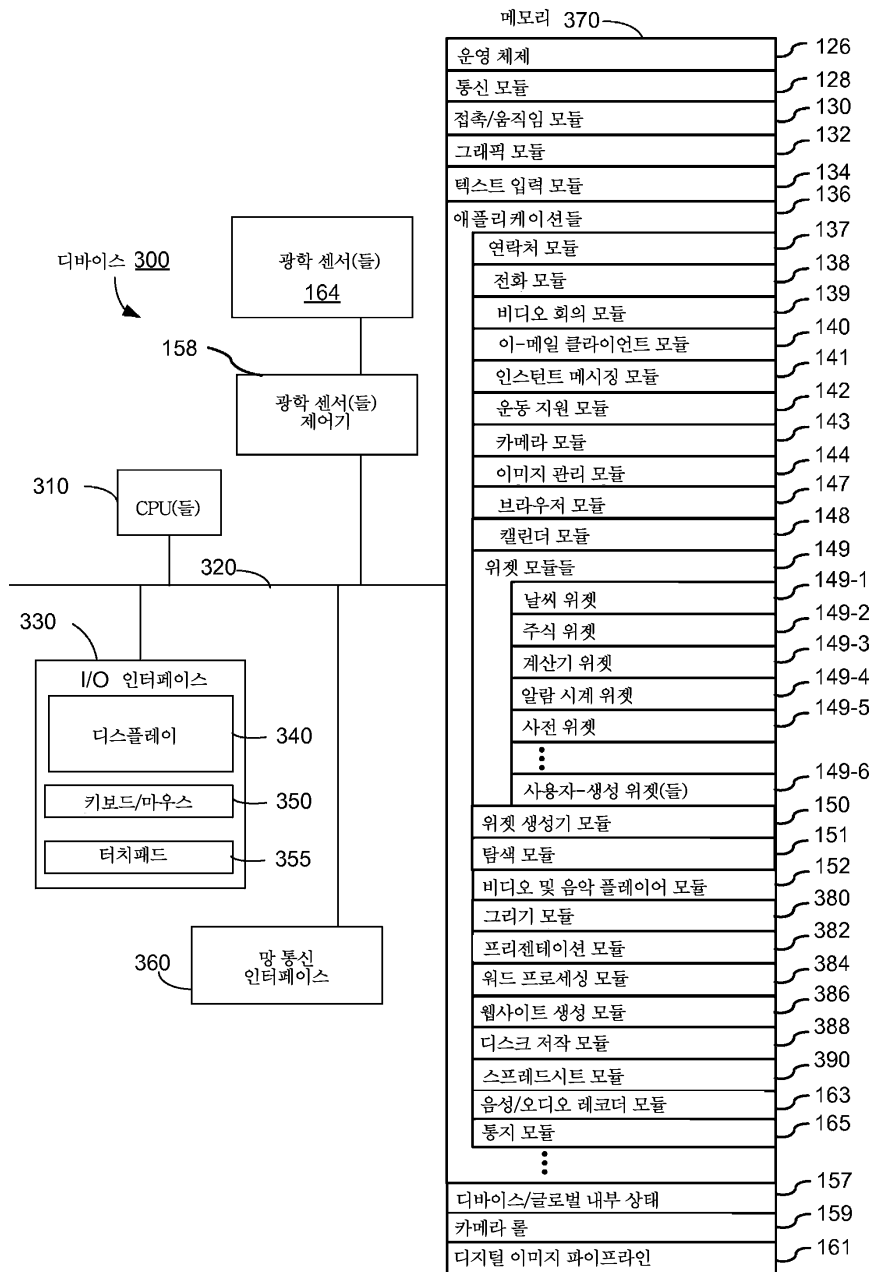 메모리 370
운영 체제 126
통신 모듈 128
접촉/움직임 모듈 130
그래픽 모듈 132
텍스트 입력 모듈 134
애플리케이션들 136
연락처 모듈 137
전화 모듈 138
비디오 회의 모듈 139
이-메일 클라이언트 모듈 140
인스턴트 메시징 모듈 141
운동 지원 모듈 142
카메라 모듈 143
이미지 관리 모듈 144
브라우저 모듈 147
캘린더 모듈 148
위젯 모듈들 149
날씨 위젯 149-1
주식 위젯 149-2
계산기 위젯 149-3
알람 시계 위젯 149-4
사전 위젯 149-5
사용자-생성 위젯(들) 149-6
위젯 생성기 모듈 150
탐색 모듈 151
비디오 및 음악 플레이어 모듈 152
그리기 모듈 380
프리젠테이션 모듈 382
워드 프로세싱 모듈 384
웹사이트 생성 모듈 386
디스크 저작 모듈 388
스프레드시트 모듈 390
음성/오디오 레코더 모듈 163
통지 모듈 165
디바이스/글로벌 내부 상태 157
카메라 롤 159
디지털 이미지 파이프라인 161
디바이스 300
광학 센서(들)
164
158
광학 센서(들)
제어기
310
CPU(들)
320
330
I/O 인터페이스
디스플레이 340
키보드/마우스 350
터치패드 355
360
망 통신
인터페이스